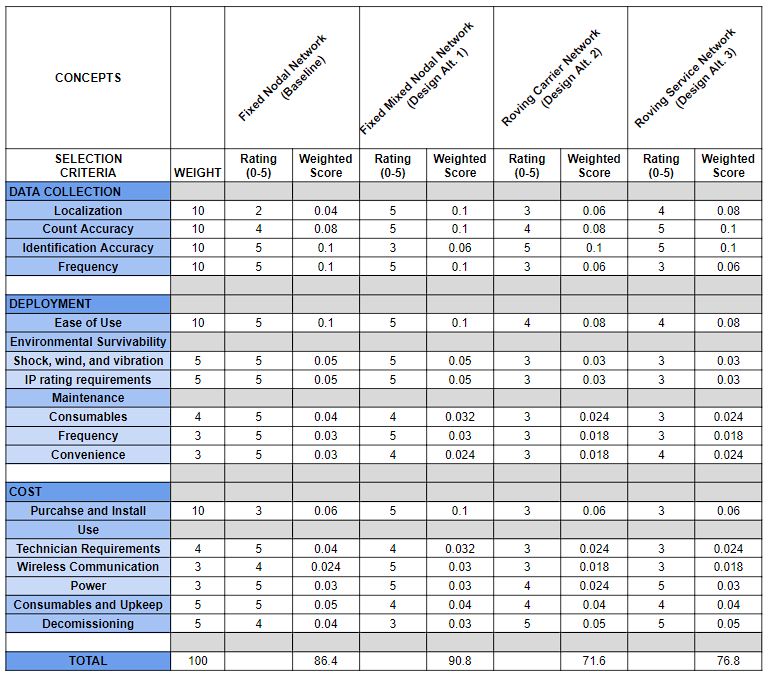 CONCEPTS
Fixed Nodal Network
(Baseline)
Fixed Mixed Nodal Network
(Design Alt. 1)
Roving Carrier Network
(Design Alt. 2)
Roving Service Network
(Design Alt. 3)
SELECTION CRITERIA WEIGHT Rating (0-5) Weighted Score Rating (0-5) Weighted Score Rating (0-5) Weighted Score Rating (0-5) Weighted Score
DATA COLLECTION
Localization 10 2 0.04 5 0.1 3 0.06 4 0.08
Count Accuracy 10 4 0.08 5 0.1 4 0.08 5 0.1
Identification Accuracy 10 5 0.1 3 0.06 5 0.1 5 0.1
Frequency 10 5 0.1 5 0.1 3 0.06 3 0.06
DEPLOYMENT
Ease of Use 10 5 0.1 5 0.1 4 0.08 4 0.08
Environmental Survivability
Shock, wind, and vibration 5 5 0.05 5 0.05 3 0.03 3 0.03
IP rating requirements 5 5 0.05 5 0.05 3 0.03 3 0.03
Maintenance
Consumables 4 5 0.04 4 0.032 3 0.024 3 0.024
Frequency 3 5 0.03 5 0.03 3 0.018 3 0.018
Convenience 3 5 0.03 4 0.024 3 0.018 4 0.024
COST
Purcahse and Install 10 3 0.06 5 0.1 3 0.06 3 0.06
Use
Technician Requirements 4 5 0.04 4 0.032 3 0.024 3 0.024
Wireless Communication 3 4 0.024 5 0.03 3 0.018 3 0.018
Power 3 5 0.03 5 0.03 4 0.024 5 0.03
Consumables and Upkeep 5 5 0.05 4 0.04 4 0.04 4 0.04
Decomissioning 5 4 0.04 3 0.03 5 0.05 5 0.05
TOTAL 100 86.4 90.8 71.6 76.8